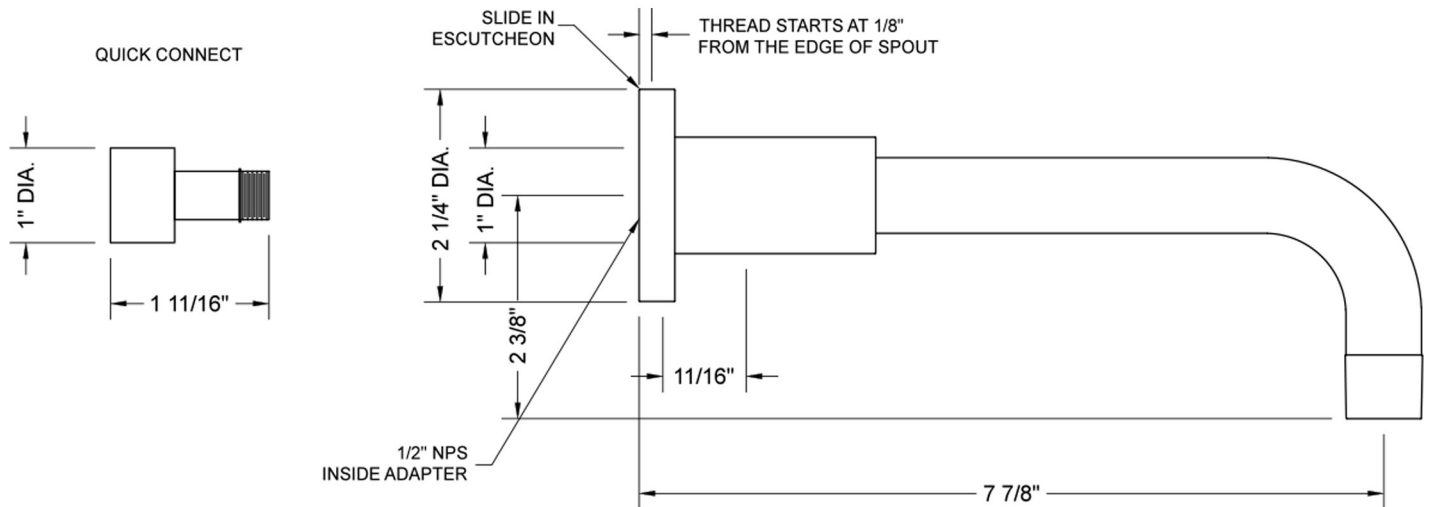 QUICK CONNECT
1" DIA.
1 11/16"
SLIDE IN
ESCUTCHEON
THREAD STARTS AT 1/8"
FROM THE EDGE OF SPOUT
2 1/4" DIA.
1" DIA.
2 3/8"
11/16"
1/2" NPS
INSIDE ADAPTER
7 7/8"